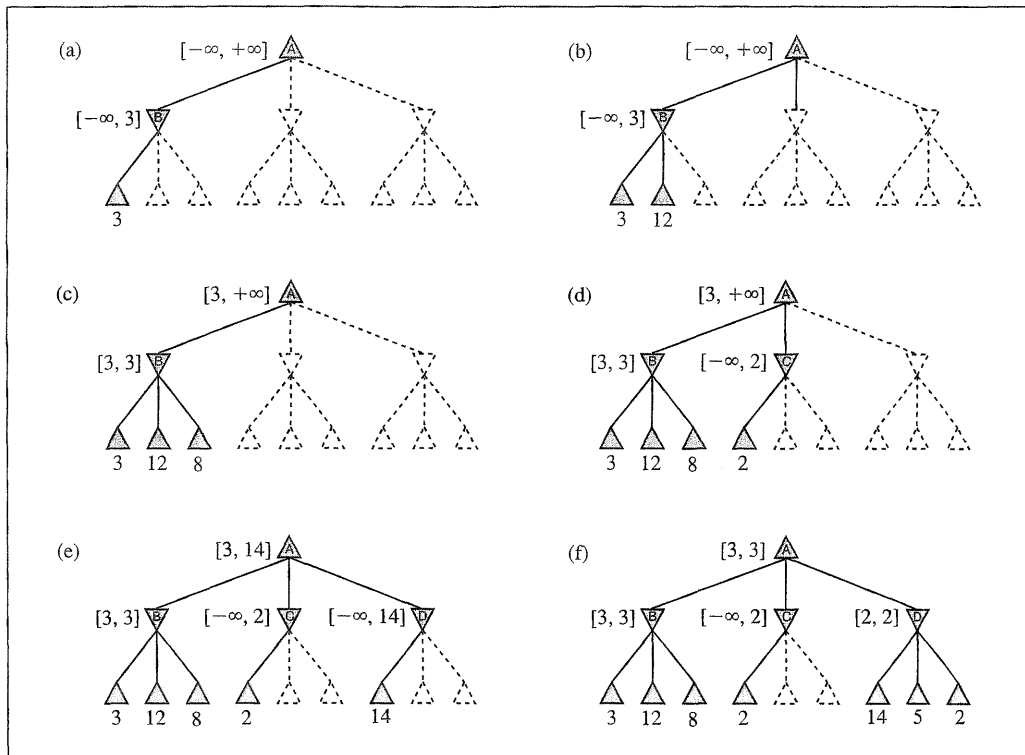 (a) [−∞, +∞] A
[−∞, 3] B
3
(b) [−∞, +∞] A
[−∞, 3] B
3 12
(c) [3, +∞] A
[3, 3] B
3 12 8
(d) [3, +∞] A
[3, 3] B [−∞, 2] C
3 12 8 2
(e) [3, 14] A
[3, 3] B [−∞, 2] C [−∞, 14] D
3 12 8 2 14
(f) [3, 3] A
[3, 3] B [−∞, 2] C [2, 2] D
3 12 8 2 14 5 2